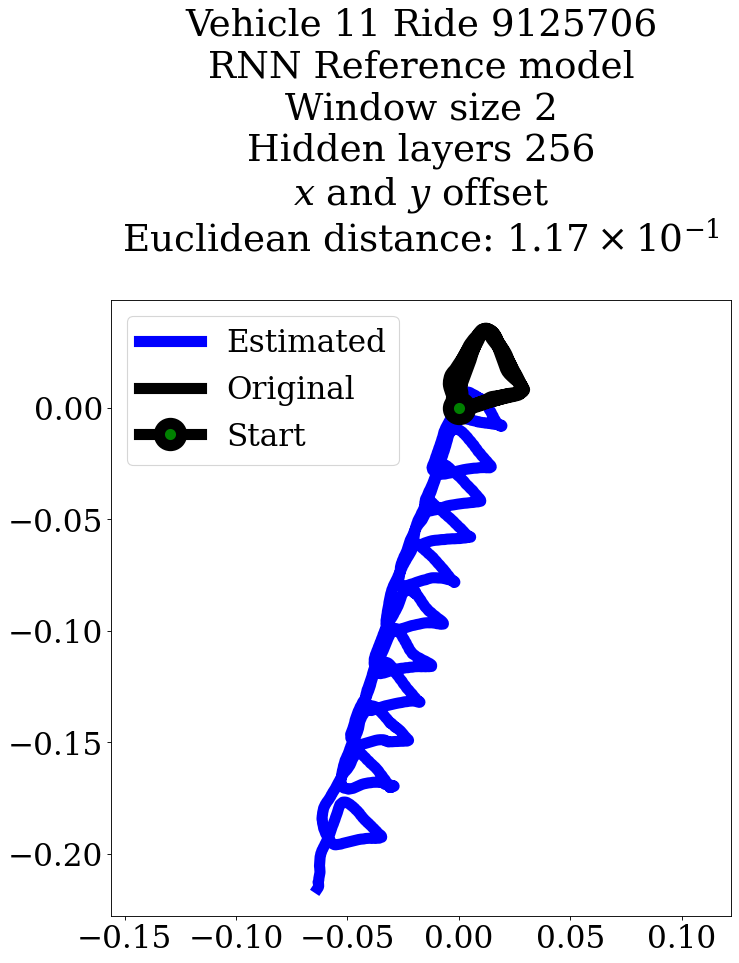 Vehicle 11 Ride 9125706
RNN Reference model
Window size 2
Hidden layers 256
x and y offset
Euclidean distance: 1.17 × 10⁻¹
Estimated
Original
Start
0.00
−0.05
−0.10
−0.15
−0.20
−0.15 −0.10 −0.05 0.00 0.05 0.10